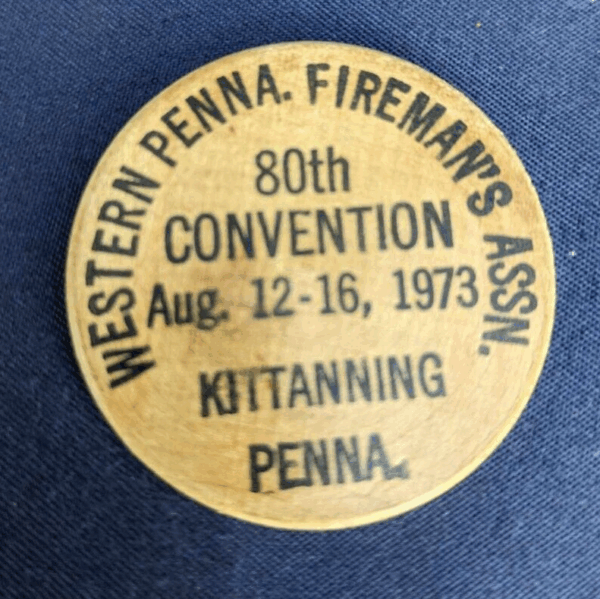 WESTERN PENNA. FIREMAN'S ASSN.
80th
CONVENTION
Aug. 12-16, 1973
KITTANNING
PENNA.